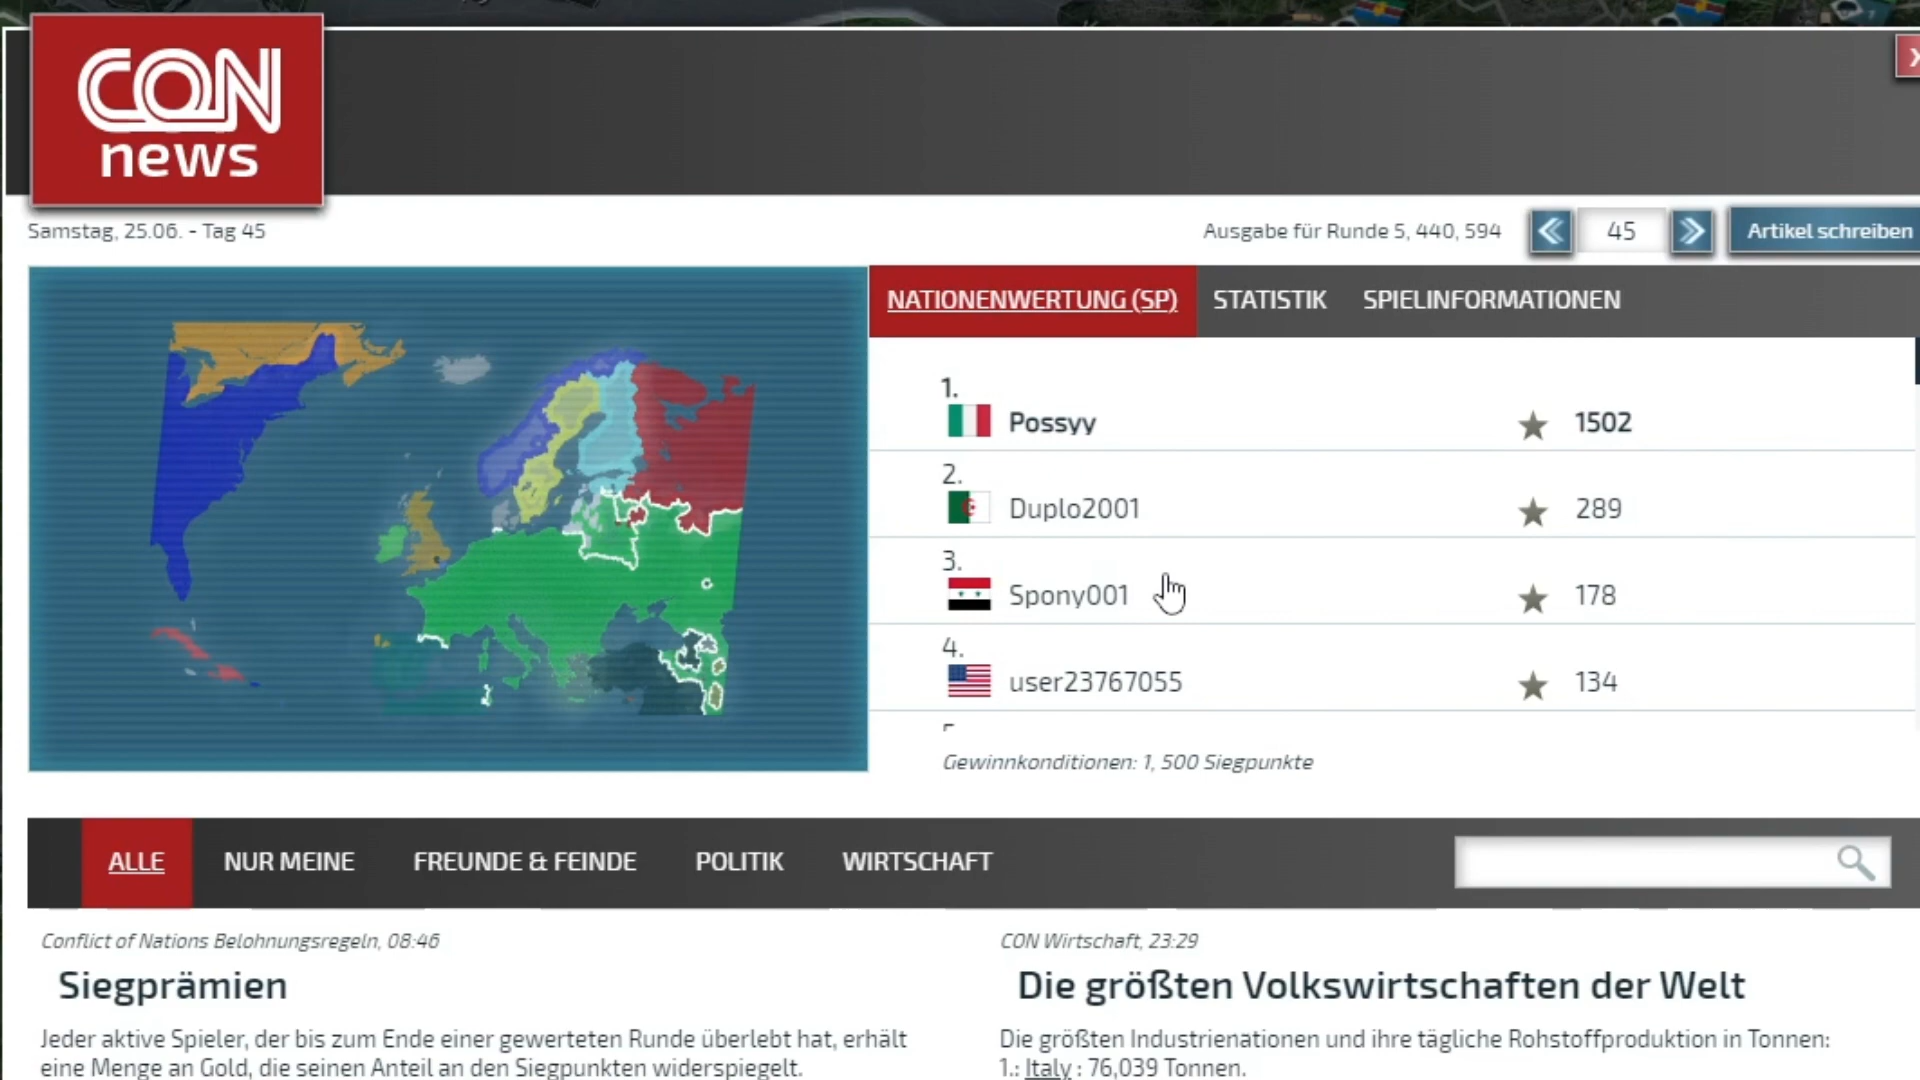 CON
news
X
Samstag, 25.06. - Tag 45
Ausgabe für Runde 5, 440, 594
45
Artikel schreiben
NATIONENWERTUNG (SP)
STATISTIK
SPIELINFORMATIONEN
1.
Possyy
1502
2.
Duplo2001
289
3.
Spony001
178
4.
user23767055
134
Gewinnkonditionen: 1, 500 Siegpunkte
ALLE
NUR MEINE
FREUNDE & FEINDE
POLITIK
WIRTSCHAFT
Conflict of Nations Belohnungsregeln, 08:46
Siegprämien
Jeder aktive Spieler, der bis zum Ende einer gewerteten Runde überlebt hat, erhält
eine Menge an Gold, die seinen Anteil an den Siegpunkten widerspiegelt.
CON Wirtschaft, 23:29
Die größten Volkswirtschaften der Welt
Die größten Industrienationen und ihre tägliche Rohstoffproduktion in Tonnen:
1.: Italy : 76,039 Tonnen.